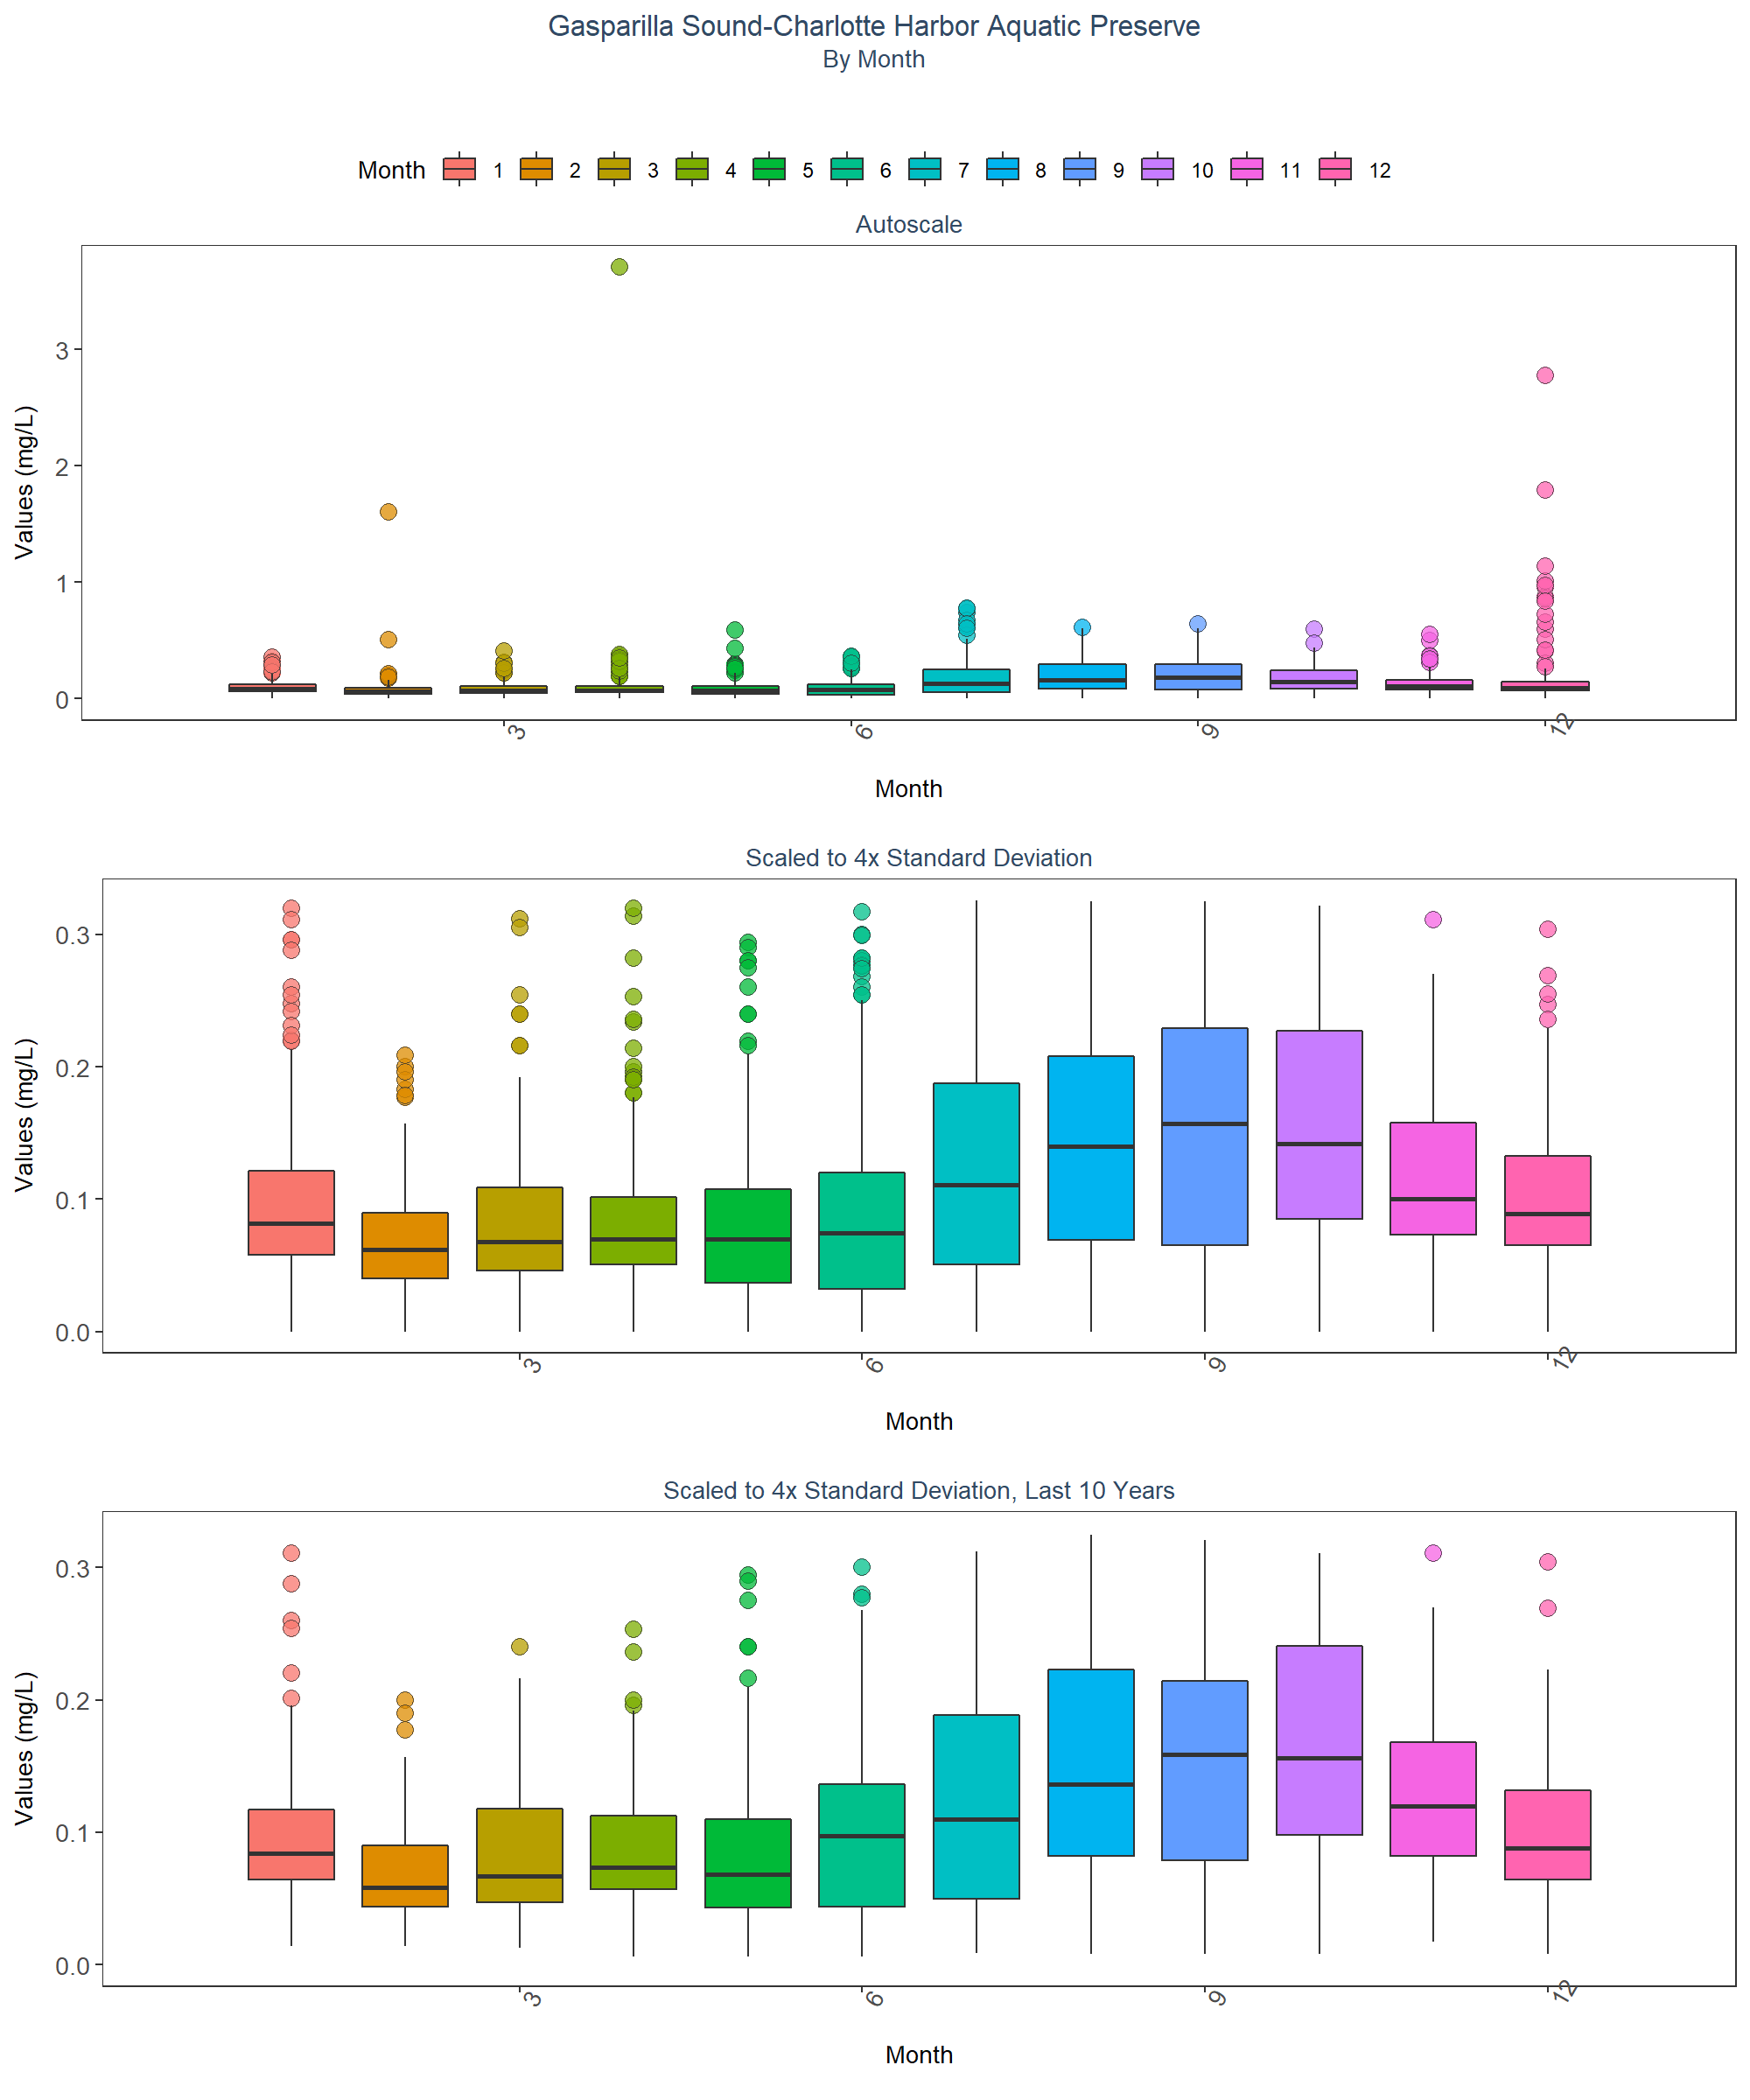 Gasparilla Sound-Charlotte Harbor Aquatic Preserve
By Month
Month 1 2 3 4 5 6 7 8 9 10 11 12
Autoscale
Values (mg/L)
3
2
1
0
3 6 9 12
Month
Scaled to 4x Standard Deviation
Values (mg/L)
0.3
0.2
0.1
0.0
3 6 9 12
Month
Scaled to 4x Standard Deviation, Last 10 Years
Values (mg/L)
0.3
0.2
0.1
0.0
3 6 9 12
Month